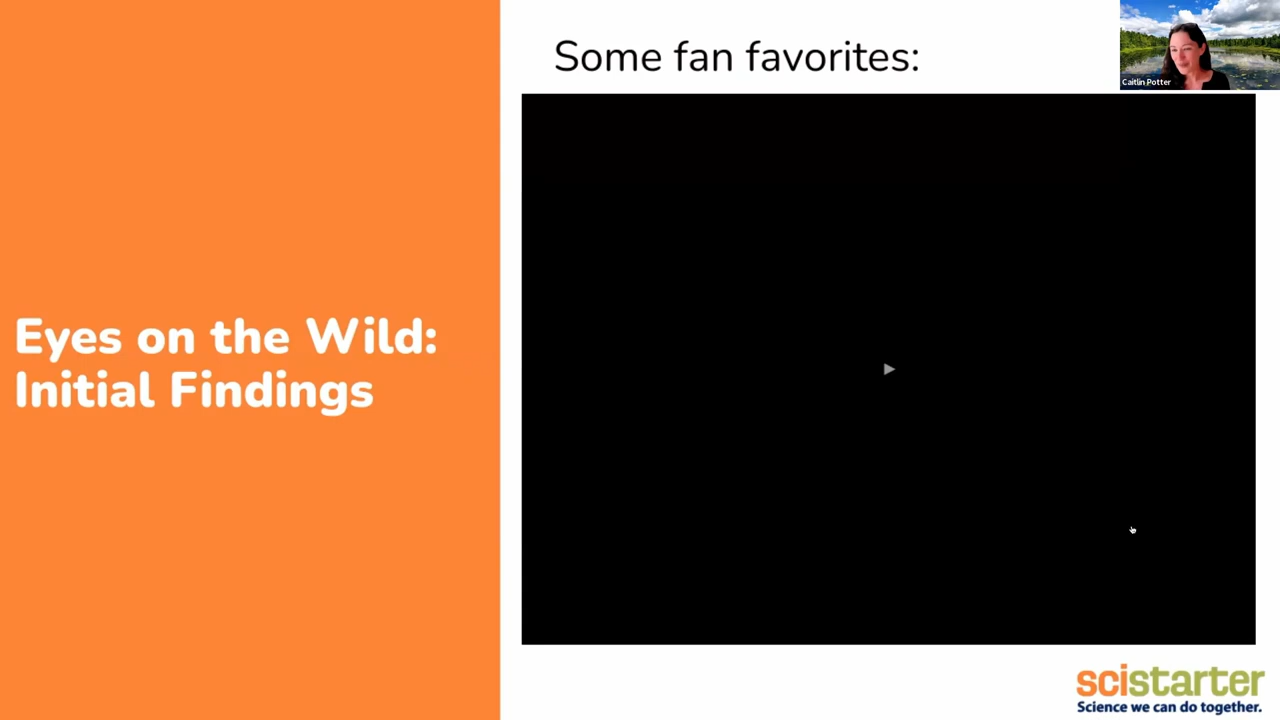 Some fan favorites:
Caitlin Potter
Eyes on the Wild:
Initial Findings
scistarter
Science we can do together.